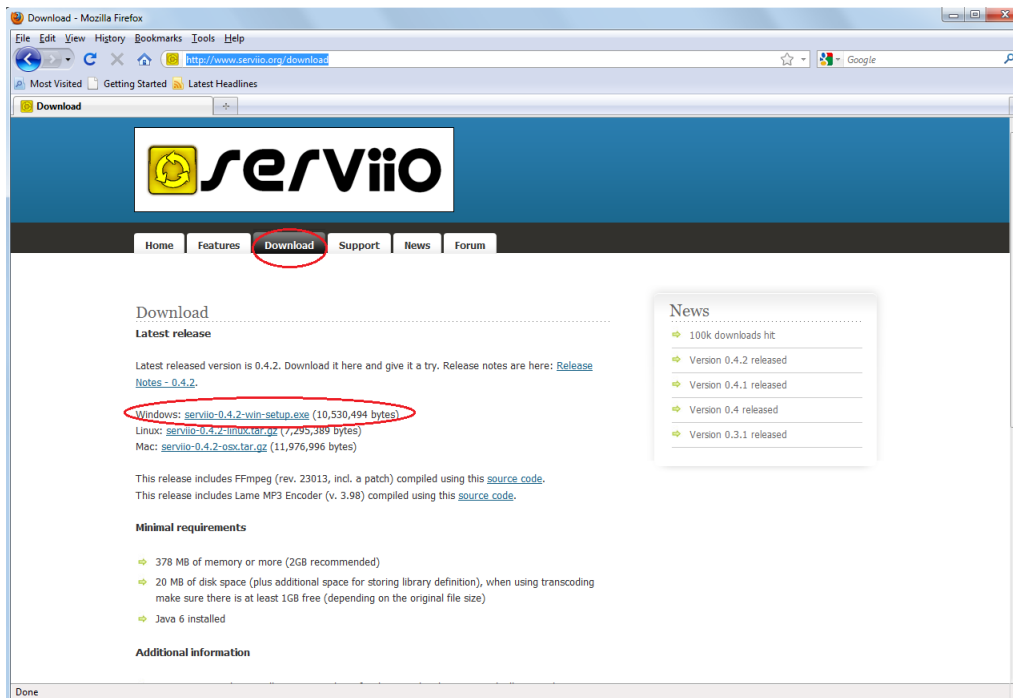 Download - Mozilla Firefox
File Edit View History Bookmarks Tools Help
http://www.serviio.org/download
Google
Most Visited Getting Started Latest Headlines
Download
serviio
Home Features Download Support News Forum
Download
Latest release
Latest released version is 0.4.2. Download it here and give it a try. Release notes are here: Release
Notes - 0.4.2.
Windows: serviio-0.4.2-win-setup.exe (10,530,494 bytes)
Linux: serviio-0.4.2-linux.tar.gz (7,295,389 bytes)
Mac: serviio-0.4.2-osx.tar.gz (11,976,996 bytes)
This release includes FFmpeg (rev. 23013, incl. a patch) compiled using this source code.
This release includes Lame MP3 Encoder (v. 3.98) compiled using this source code.
Minimal requirements
378 MB of memory or more (2GB recommended)
20 MB of disk space (plus additional space for storing library definition), when using transcoding
make sure there is at least 1GB free (depending on the original file size)
Java 6 installed
Additional information
News
100k downloads hit
Version 0.4.2 released
Version 0.4.1 released
Version 0.4 released
Version 0.3.1 released
Done